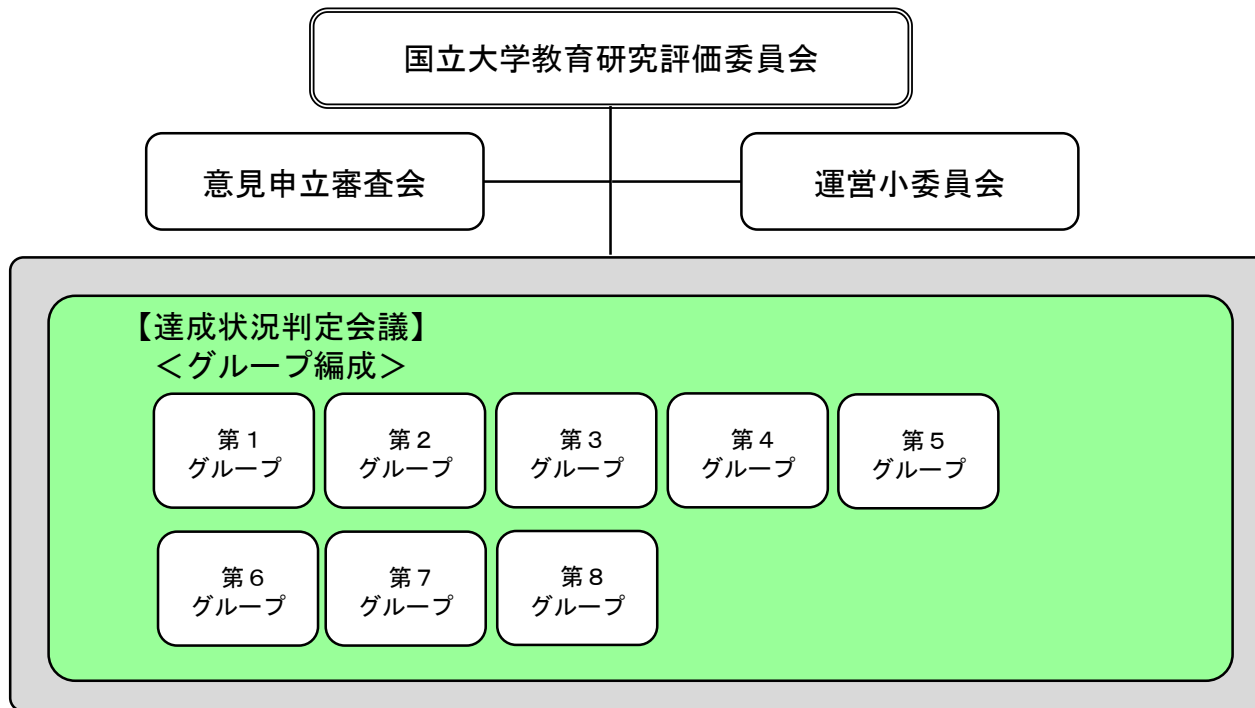 国立大学教育研究評価委員会
意見申立審査会
運営小委員会
【達成状況判定会議】
＜グループ編成＞
第１
グループ
第２
グループ
第３
グループ
第４
グループ
第５
グループ
第６
グループ
第７
グループ
第８
グループ